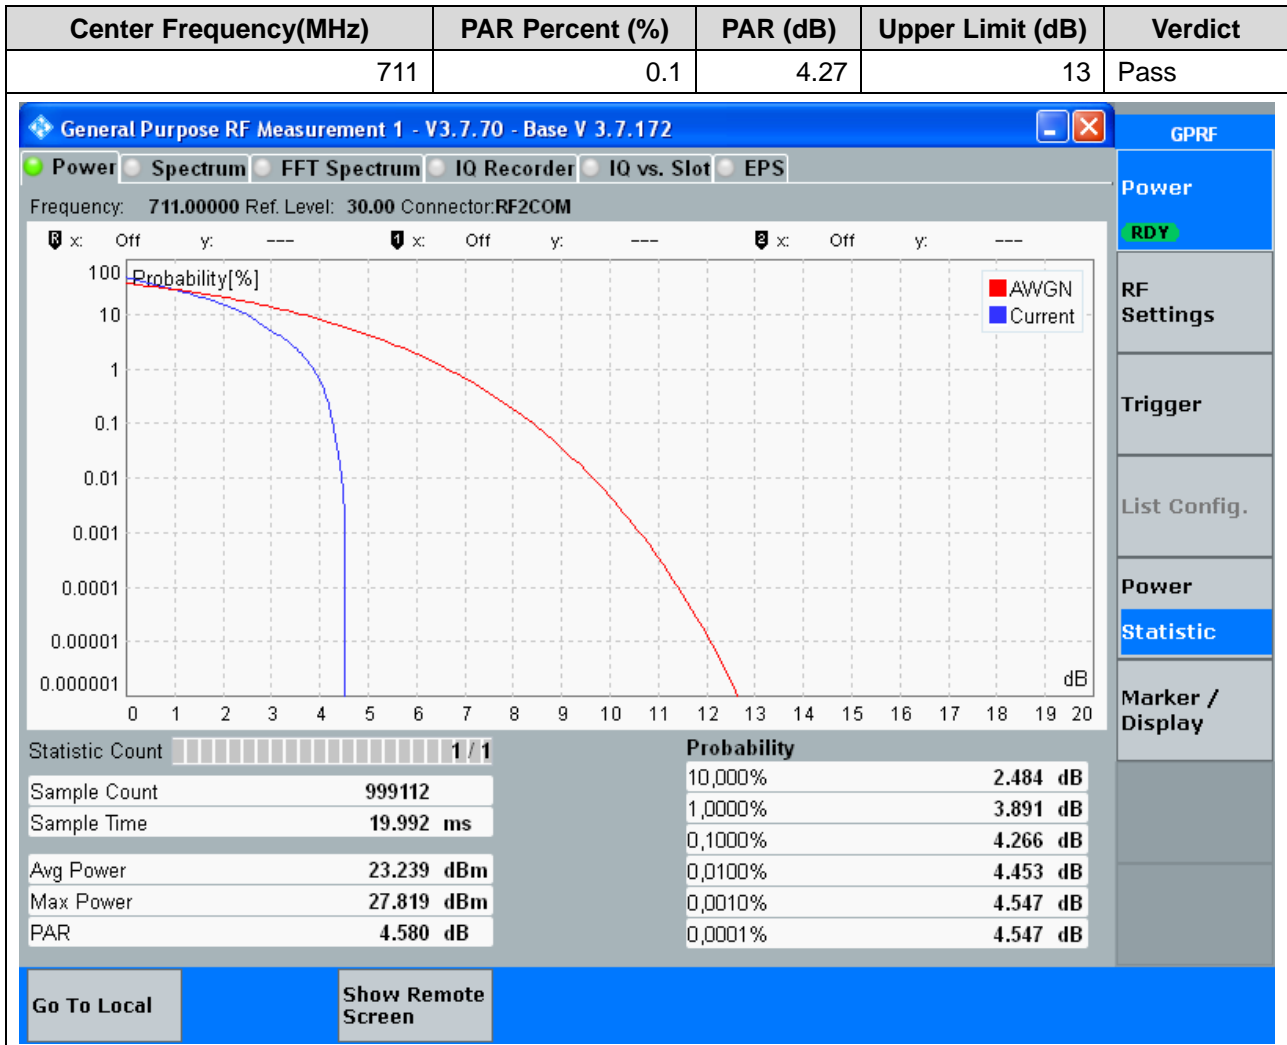 Center Frequency(MHz) PAR Percent (%) PAR (dB) Upper Limit (dB) Verdict
711 0.1 4.27 13 Pass
General Purpose RF Measurement 1 - V3.7.70 - Base V 3.7.172
GPRF
Power Spectrum FFT Spectrum IQ Recorder IQ vs. Slot EPS
Power
RDY
Frequency: 711.00000 Ref. Level: 30.00 Connector:RF2COM
R x: Off y: --- 1 x: Off y: --- 2 x: Off y: ---
Probability[%]
100
10
1
0.1
0.01
0.001
0.0001
0.00001
0.000001
AWGN
Current
dB
0 1 2 3 4 5 6 7 8 9 10 11 12 13 14 15 16 17 18 19 20
RF
Settings
Trigger
List Config.
Power
Statistic
Marker /
Display
Statistic Count 1 / 1
Sample Count 999112
Sample Time 19.992 ms
Avg Power 23.239 dBm
Max Power 27.819 dBm
PAR 4.580 dB
Probability
10,000% 2.484 dB
1,0000% 3.891 dB
0,1000% 4.266 dB
0,0100% 4.453 dB
0,0010% 4.547 dB
0,0001% 4.547 dB
Go To Local
Show Remote
Screen